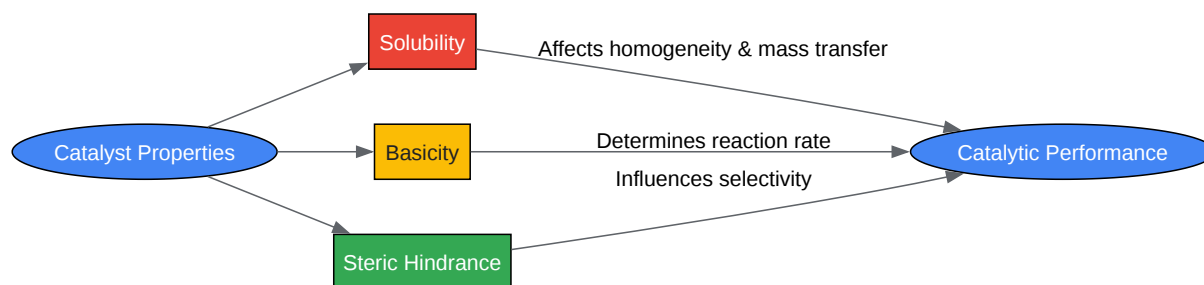 Solubility
Affects homogeneity & mass transfer
Catalyst Properties
Basicity
Determines reaction rate
Catalytic Performance
Influences selectivity
Steric Hindrance